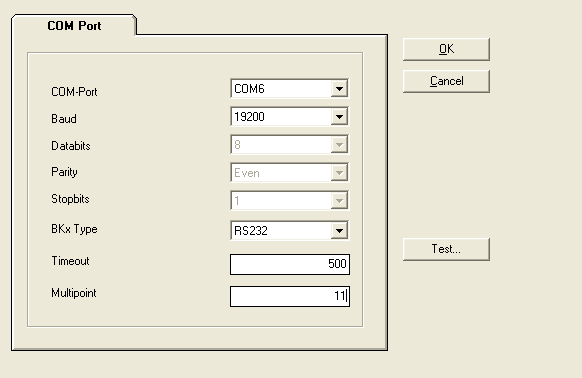 COM Port
COM-Port COM6
Baud 19200
Databits 8
Parity Even
Stopbits 1
BKx Type RS232
Timeout 500
Multipoint 11
OK
Cancel
Test...